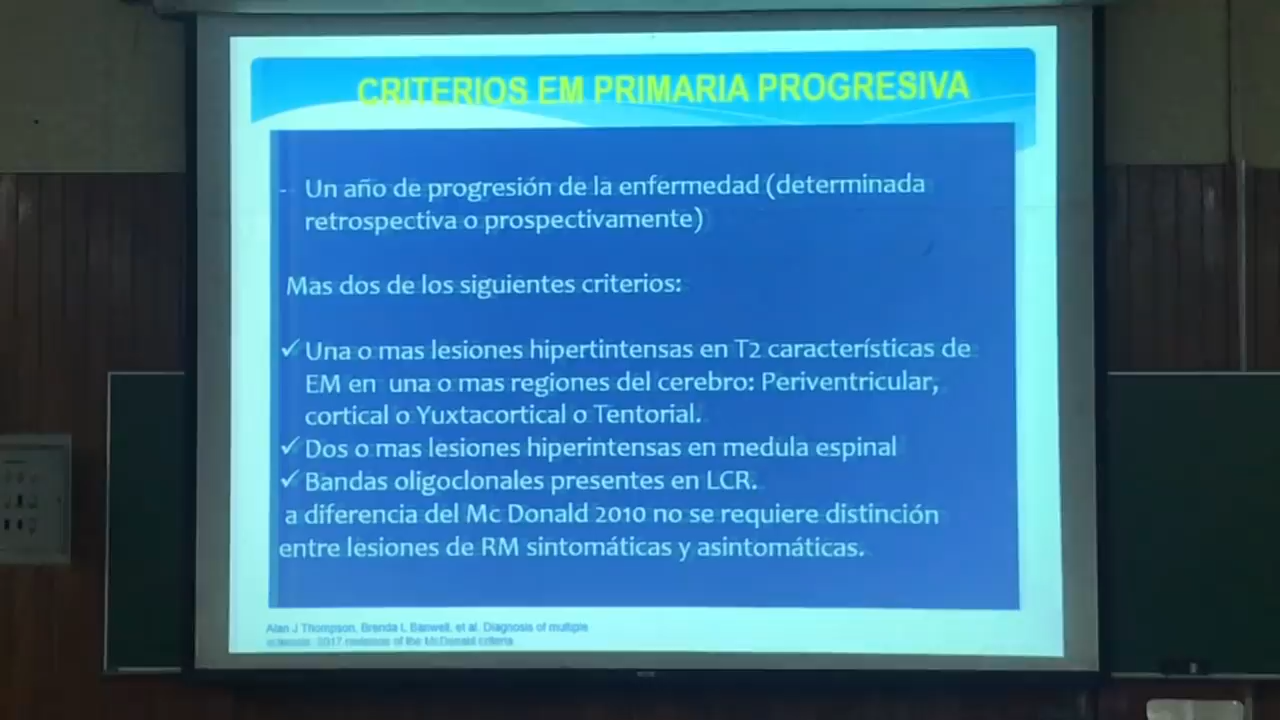 CRITERIOS EM PRIMARIA PROGRESIVA
- Un año de progresión de la enfermedad (determinada
retrospectiva o prospectivamente)
Mas dos de los siguientes criterios:
✓ Una o mas lesiones hipertintensas en T2 características de
EM en una o mas regiones del cerebro: Periventricular,
cortical o Yuxtacortical o Tentorial.
✓ Dos o mas lesiones hiperintensas en medula espinal
✓ Bandas oligoclonales presentes en LCR.
a diferencia del Mc Donald 2010 no se requiere distinción
entre lesiones de RM sintomáticas y asintomáticas.
Alan J Thompson, Brenda L Banwell, et al. Diagnosis of multiple
sclerosis: 2017 revisions of the McDonald criteria